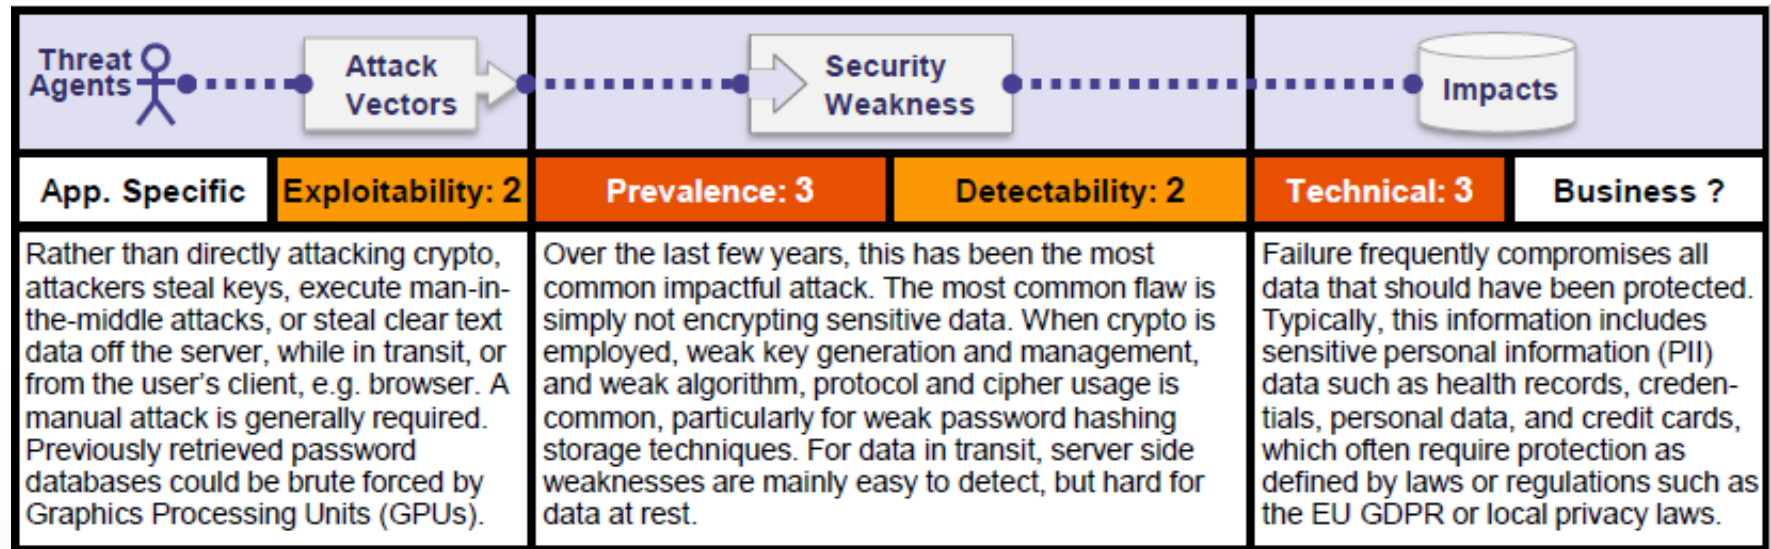 Threat
Agents
Attack
Vectors
Security
Weakness
Impacts
App. Specific
Exploitability: 2
Prevalence: 3
Detectability: 2
Technical: 3
Business ?
Rather than directly attacking crypto,
attackers steal keys, execute man-in-
the-middle attacks, or steal clear text
data off the server, while in transit, or
from the user's client, e.g. browser. A
manual attack is generally required.
Previously retrieved password
databases could be brute forced by
Graphics Processing Units (GPUs).
Over the last few years, this has been the most
common impactful attack. The most common flaw is
simply not encrypting sensitive data. When crypto is
employed, weak key generation and management,
and weak algorithm, protocol and cipher usage is
common, particularly for weak password hashing
storage techniques. For data in transit, server side
weaknesses are mainly easy to detect, but hard for
data at rest.
Failure frequently compromises all
data that should have been protected.
Typically, this information includes
sensitive personal information (PII)
data such as health records, creden-
tials, personal data, and credit cards,
which often require protection as
defined by laws or regulations such as
the EU GDPR or local privacy laws.